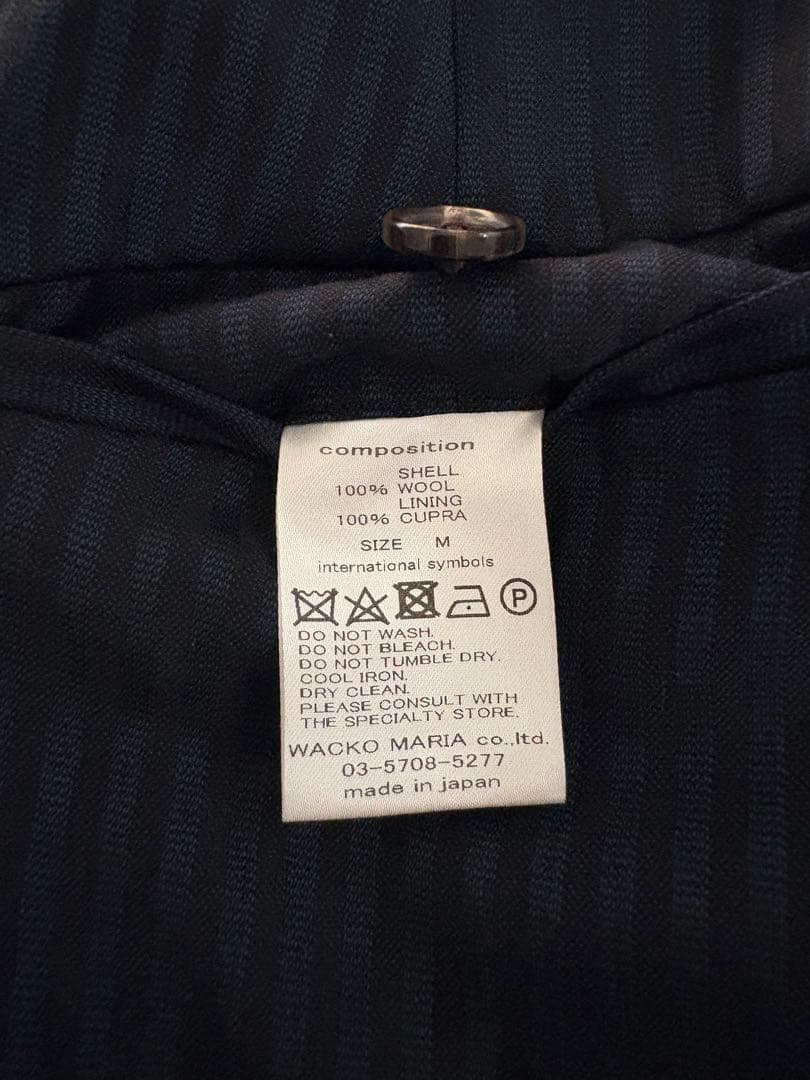 composition
SHELL
100% WOOL
LINING
100% CUPRA
SIZE M
international symbols
P
DO NOT WASH.
DO NOT BLEACH.
DO NOT TUMBLE DRY.
COOL IRON.
DRY CLEAN.
PLEASE CONSULT WITH
THE SPECIALTY STORE.
WACKO MARIA co.,ltd.
03-5708-5277
made in japan